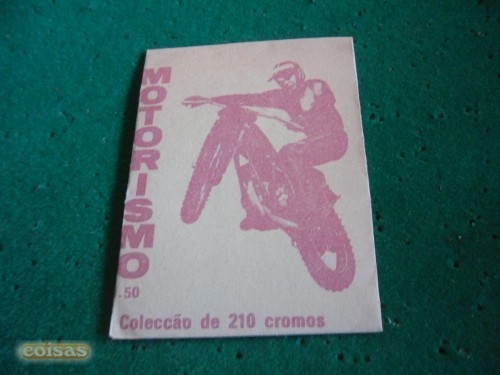 MOTORISMO
.50
Colecção de 210 cromos
coisas